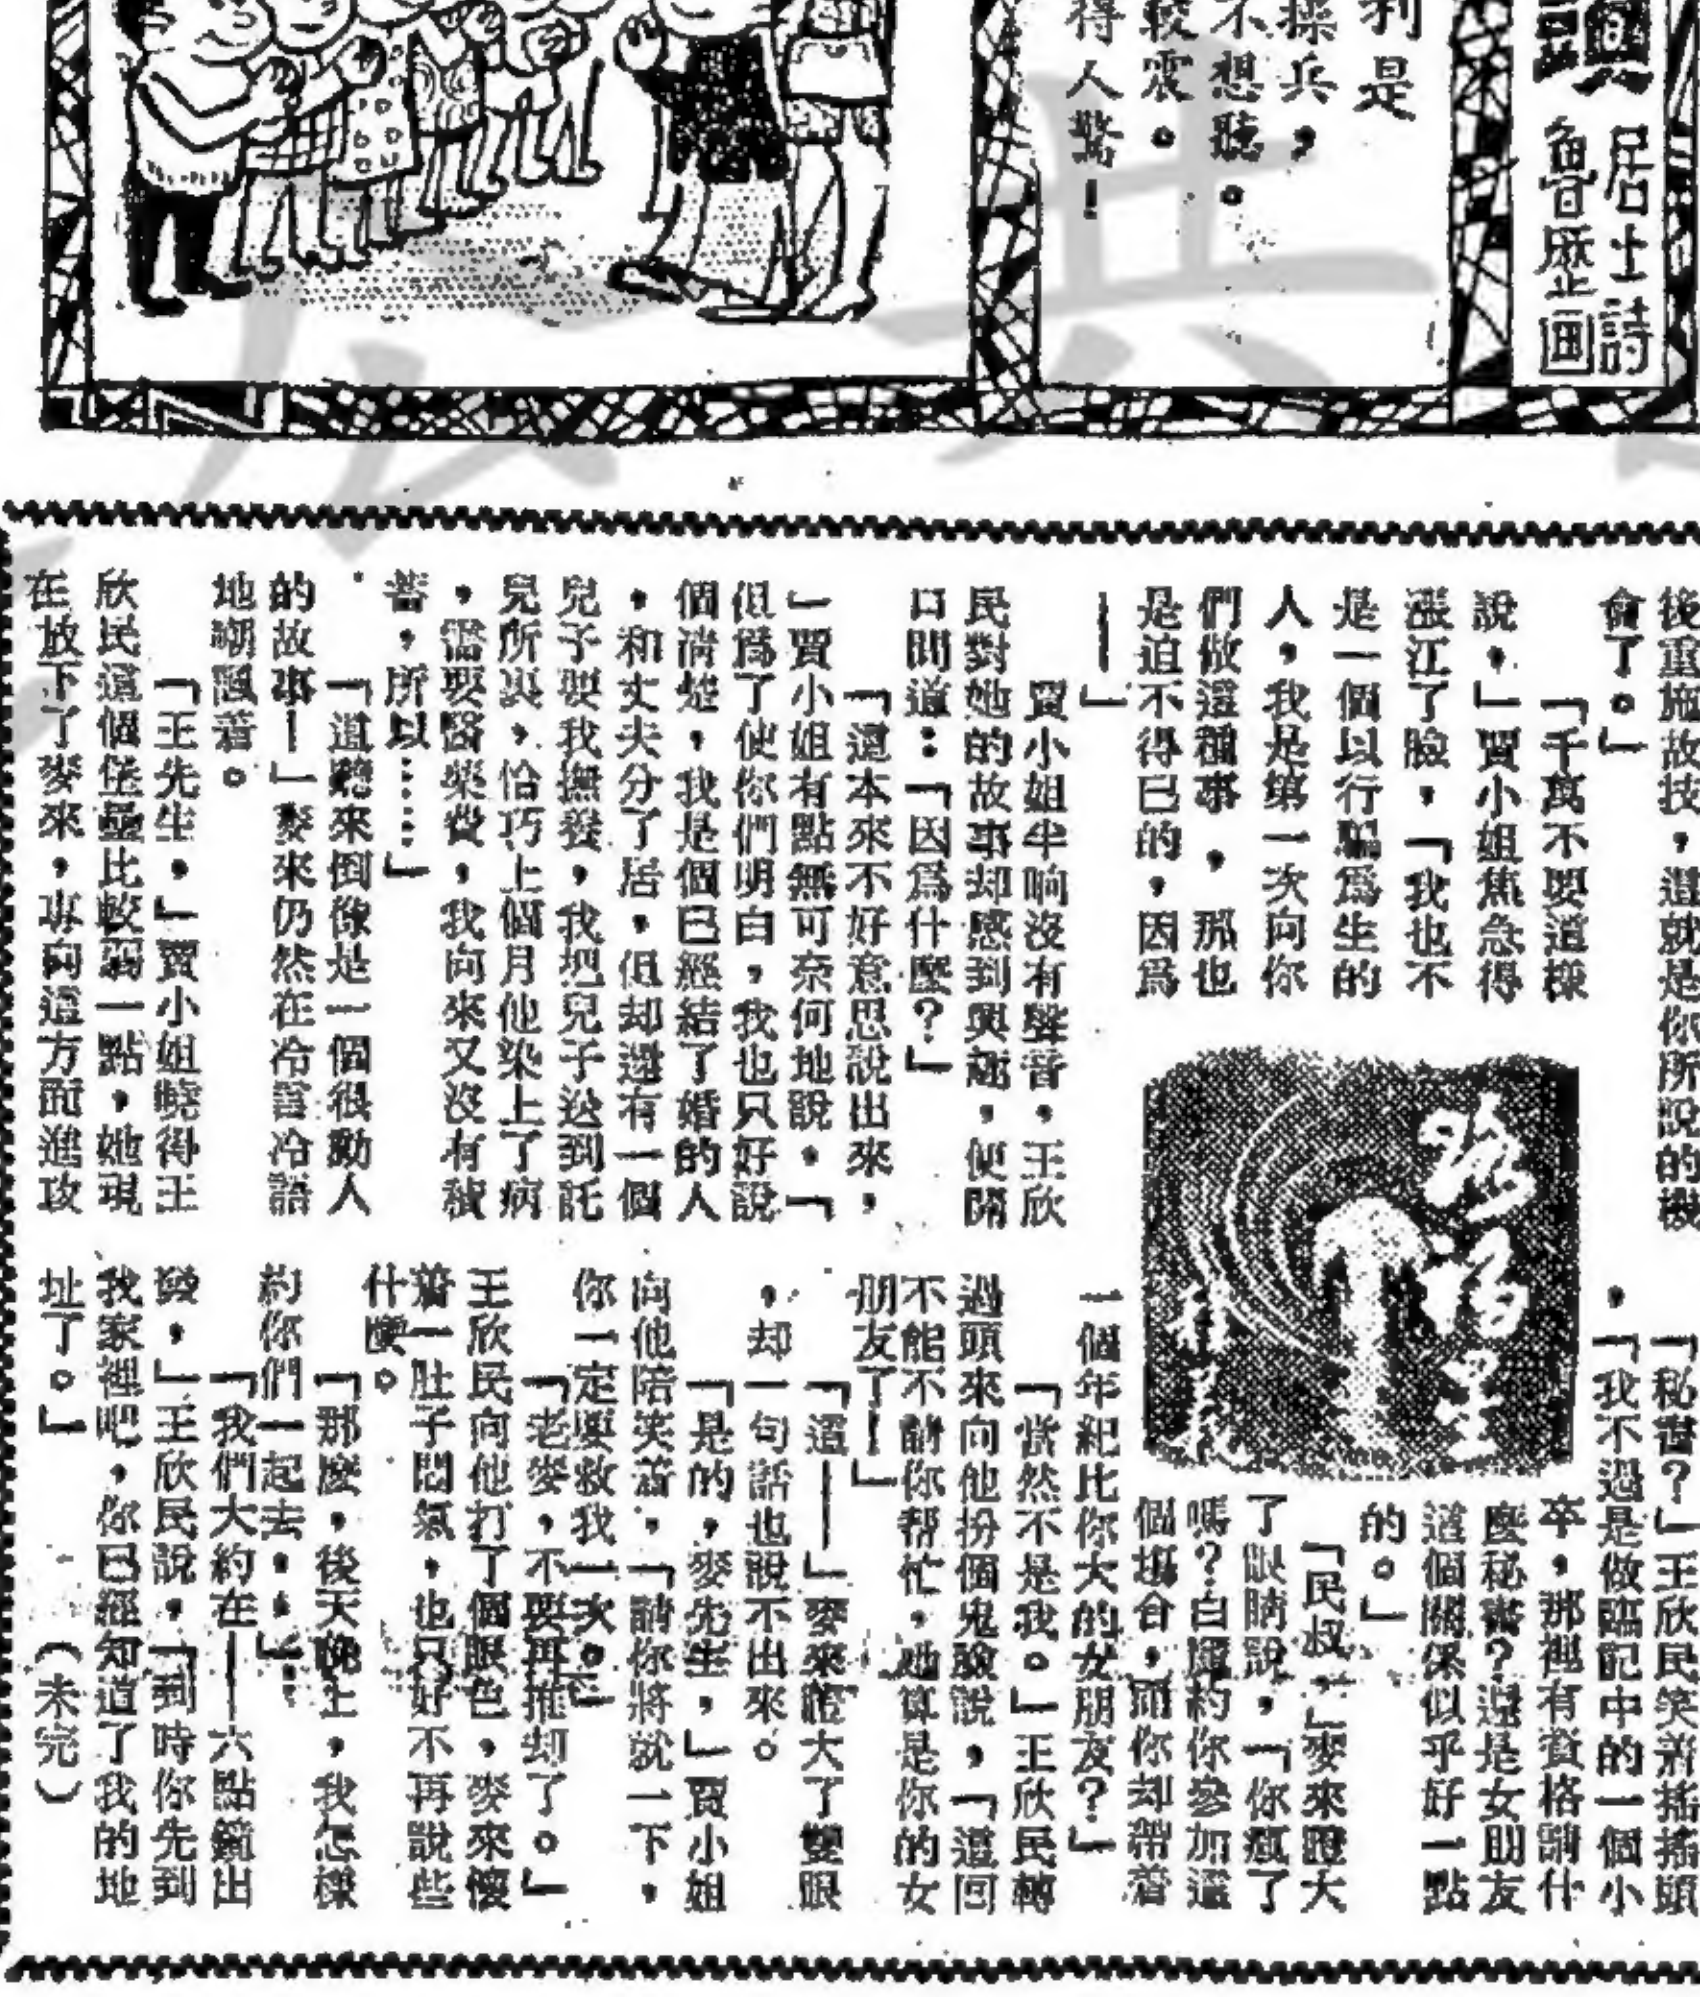 利是
操兵，
不想聽。
較震。
得人驚！
居士詩
魯歷画
後重施故技，這就是你所說的機
會了。」
「千萬不要這樣
說，」賈小姐焦急得
漲江了臉，「我也不
是一個以行騙爲生的
人，我是第一次向你
們做這種事，那也
是迫不得已的，因爲
——」
賈小姐半晌沒有聲音，王欣
民對她的故事却感到興趣，便開
口問道：「因爲什麼？」
「這本來不好意思說出來，
」賈小姐有點無可奈何地說。「
但爲了使你們明白，我也只好說
個淸楚，我是個已經結了婚的人
，和丈夫分了居，但却還有一個
兒子要我撫養，我把兒子送到託
兒所裏，恰巧上個月他染上了病
，需要醫藥費，我向來又沒有積
蓄，所以……」
「這聽來倒像是一個很動人
的故事—」麥來仍然在冷言冷語
地嘲諷着。
「王先生，」賈小姐曉得王
欣民這個堡壘比較弱一點，她現
在放下了麥來，專向這方面進攻
「秘書？」王欣民笑着搖搖頭
，「我不過是做臨記中的一個小
卒，那裡有資格請什
麼秘書？還是女朋友
這個關係似乎好一點
的。」
「民叔，」麥來瞪大
了眼睛說，「你瘋了
嗎？白露約你參加這
個塲合，而你却帶着
一個年紀比你大的女朋友？」
「當然不是我。」王欣民轉
過頭來向他扮個鬼臉說，「這回
不能不請你帮忙，她算是你的女
朋友了！」
「這——」麥來瞪大了雙眼
，却一句話也說不出來。
「是的，麥先生，」賈小姐
向他陪笑着，「請你將就一下，
你一定要救我一次。」
「老麥，不要再推却了。」
王欣民向他打了個眼色，麥來懷
着一肚子悶氣，也只好不再說些
什麼。
「那麼，後天晚上，我怎樣
約你們一起去，」
「我們大約在——六點鐘出
發，」王欣民說，「到時你先到
我家裡吧，你已經知道了我的地
址了。」　（未完）